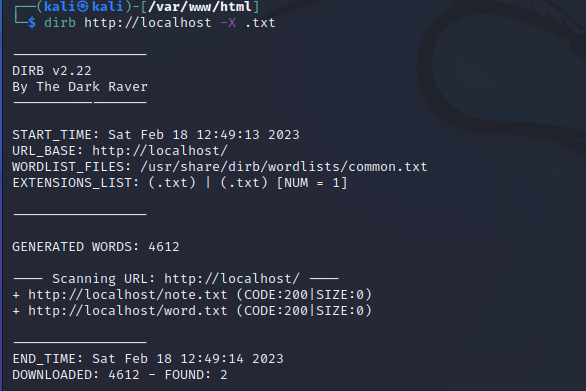 ┌──(kali㉿kali)-[/var/www/html]
└─$ dirb http://localhost -X .txt
-----------------
DIRB v2.22
By The Dark Raver
-----------------
START_TIME: Sat Feb 18 12:49:13 2023
URL_BASE: http://localhost/
WORDLIST_FILES: /usr/share/dirb/wordlists/common.txt
EXTENSIONS_LIST: (.txt) | (.txt) [NUM = 1]
-----------------
GENERATED WORDS: 4612
---- Scanning URL: http://localhost/ ----
+ http://localhost/note.txt (CODE:200|SIZE:0)
+ http://localhost/word.txt (CODE:200|SIZE:0)
-----------------
END_TIME: Sat Feb 18 12:49:14 2023
DOWNLOADED: 4612 - FOUND: 2